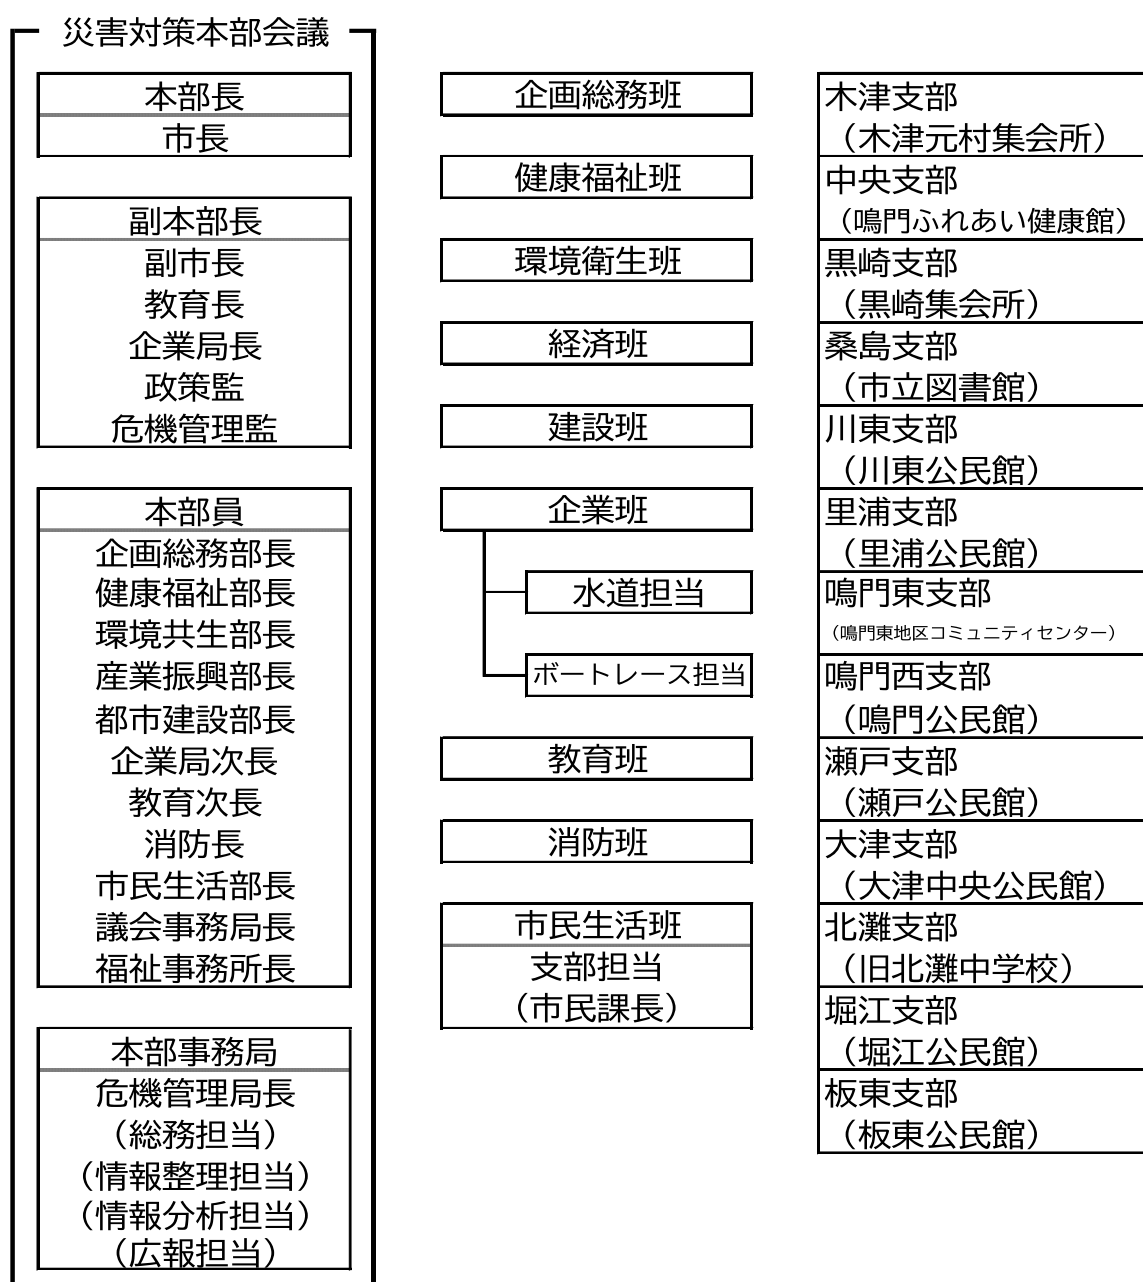 災害対策本部会議
本部長
市長
副本部長
副市長
教育長
企業局長
政策監
危機管理監
本部員
企画総務部長
健康福祉部長
環境共生部長
産業振興部長
都市建設部長
企業局次長
教育次長
消防長
市民生活部長
議会事務局長
福祉事務所長
本部事務局
危機管理局長
（総務担当）
（情報整理担当）
（情報分析担当）
（広報担当）
企画総務班
健康福祉班
環境衛生班
経済班
建設班
企業班
水道担当
ボートレース担当
教育班
消防班
市民生活班
支部担当
（市民課長）
木津支部
（木津元村集会所）
中央支部
（鳴門ふれあい健康館）
黒崎支部
（黒崎集会所）
桑島支部
（市立図書館）
川東支部
（川東公民館）
里浦支部
（里浦公民館）
鳴門東支部
（鳴門東地区コミュニティセンター）
鳴門西支部
（鳴門公民館）
瀬戸支部
（瀬戸公民館）
大津支部
（大津中央公民館）
北灘支部
（旧北灘中学校）
堀江支部
（堀江公民館）
板東支部
（板東公民館）